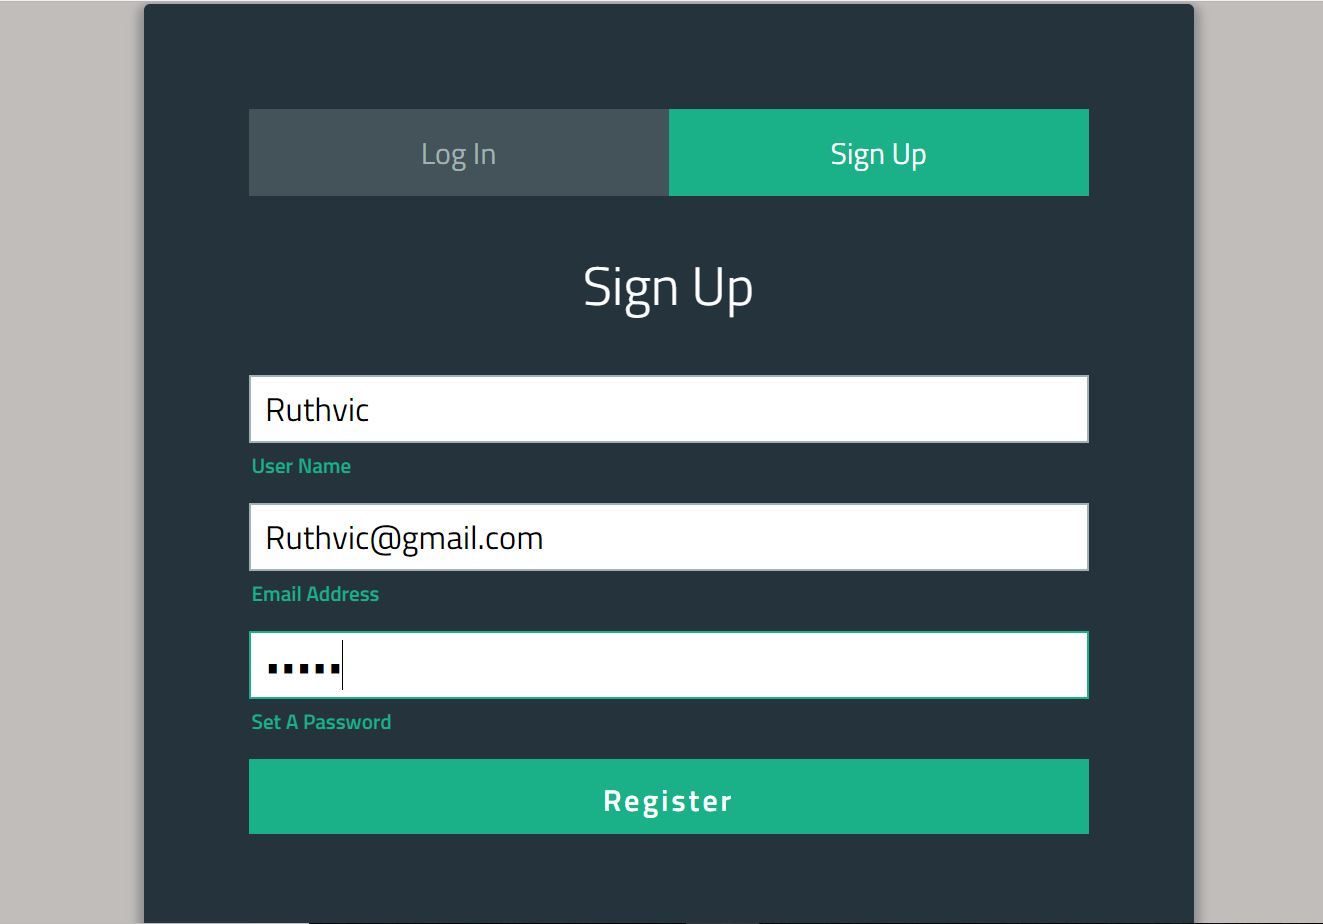 Log In
Sign Up
Sign Up
Ruthvic
User Name
Ruthvic@gmail.com
Email Address
▪▪▪▪▪
Set A Password
Register